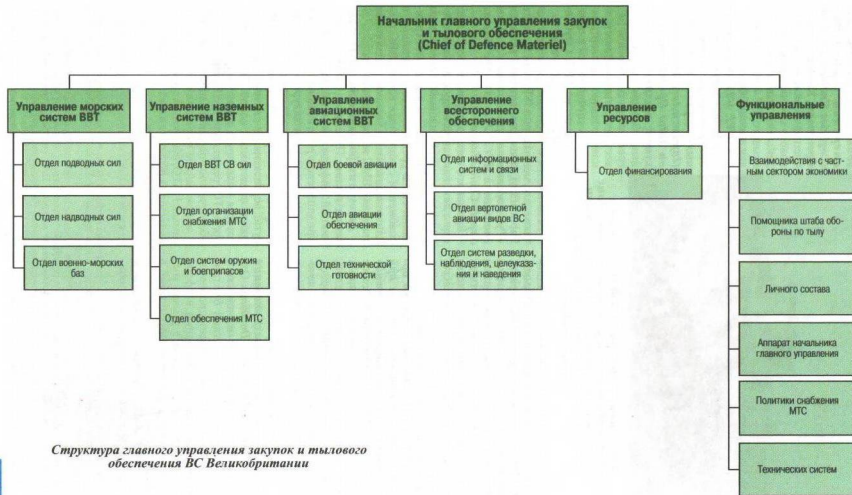 Начальник главного управления закупок
и тылового обеспечения
(Chief of Defence Materiel)
Управление морских
систем ВВТ
Отдел подводных сил
Отдел надводных сил
Отдел военно-морских
баз
Управление наземных
систем ВВТ
Отдел ВВТ СВ сил
Отдел организации
снабжения МТС
Отдел систем оружия
и боеприпасов
Отдел обеспечения МТС
Управление
авиационных
систем ВВТ
Отдел боевой авиации
Отдел авиации
обеспечения
Отдел технической
готовности
Управление
всестороннего
обеспечения
Отдел информационных
систем и связи
Отдел вертолетной
авиации видов ВС
Отдел систем разведки,
наблюдения, целеуказа-
ния и наведения
Управление
ресурсов
Отдел финансирования
Функциональные
управления
Взаимодействия с част-
ным сектором экономики
Помощника штаба обо-
роны по тылу
Личного состава
Аппарат начальника
главного управления
Политики снабжения
МТС
Технических систем
Структура главного управления закупок и тылового
обеспечения ВС Великобритании